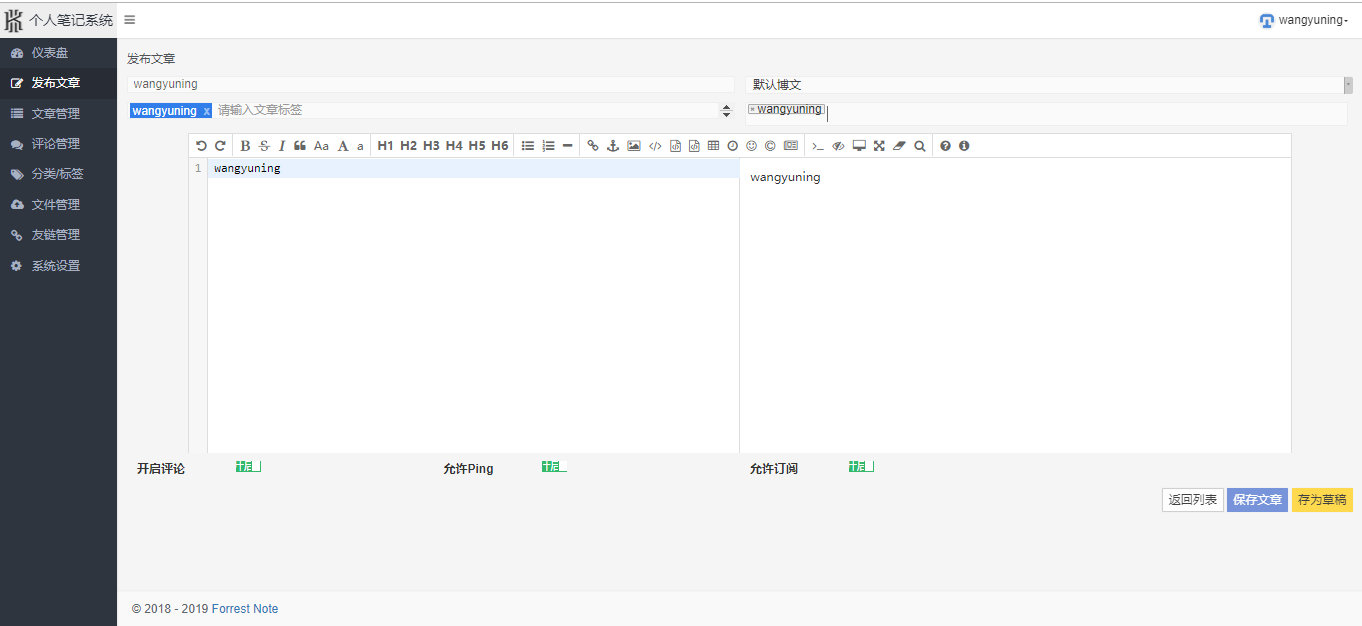 个人笔记系统
wangyuning
仪表盘
发布文章
文章管理
评论管理
分类/标签
文件管理
友链管理
系统设置
发布文章
wangyuning
默认博文
wangyuning x 请输入文章标签
× wangyuning
B S I Aa A a H1 H2 H3 H4 H5 H6
1 wangyuning
wangyuning
开启评论
允许Ping
允许订阅
返回列表 保存文章 存为草稿
© 2018 - 2019 Forrest Note